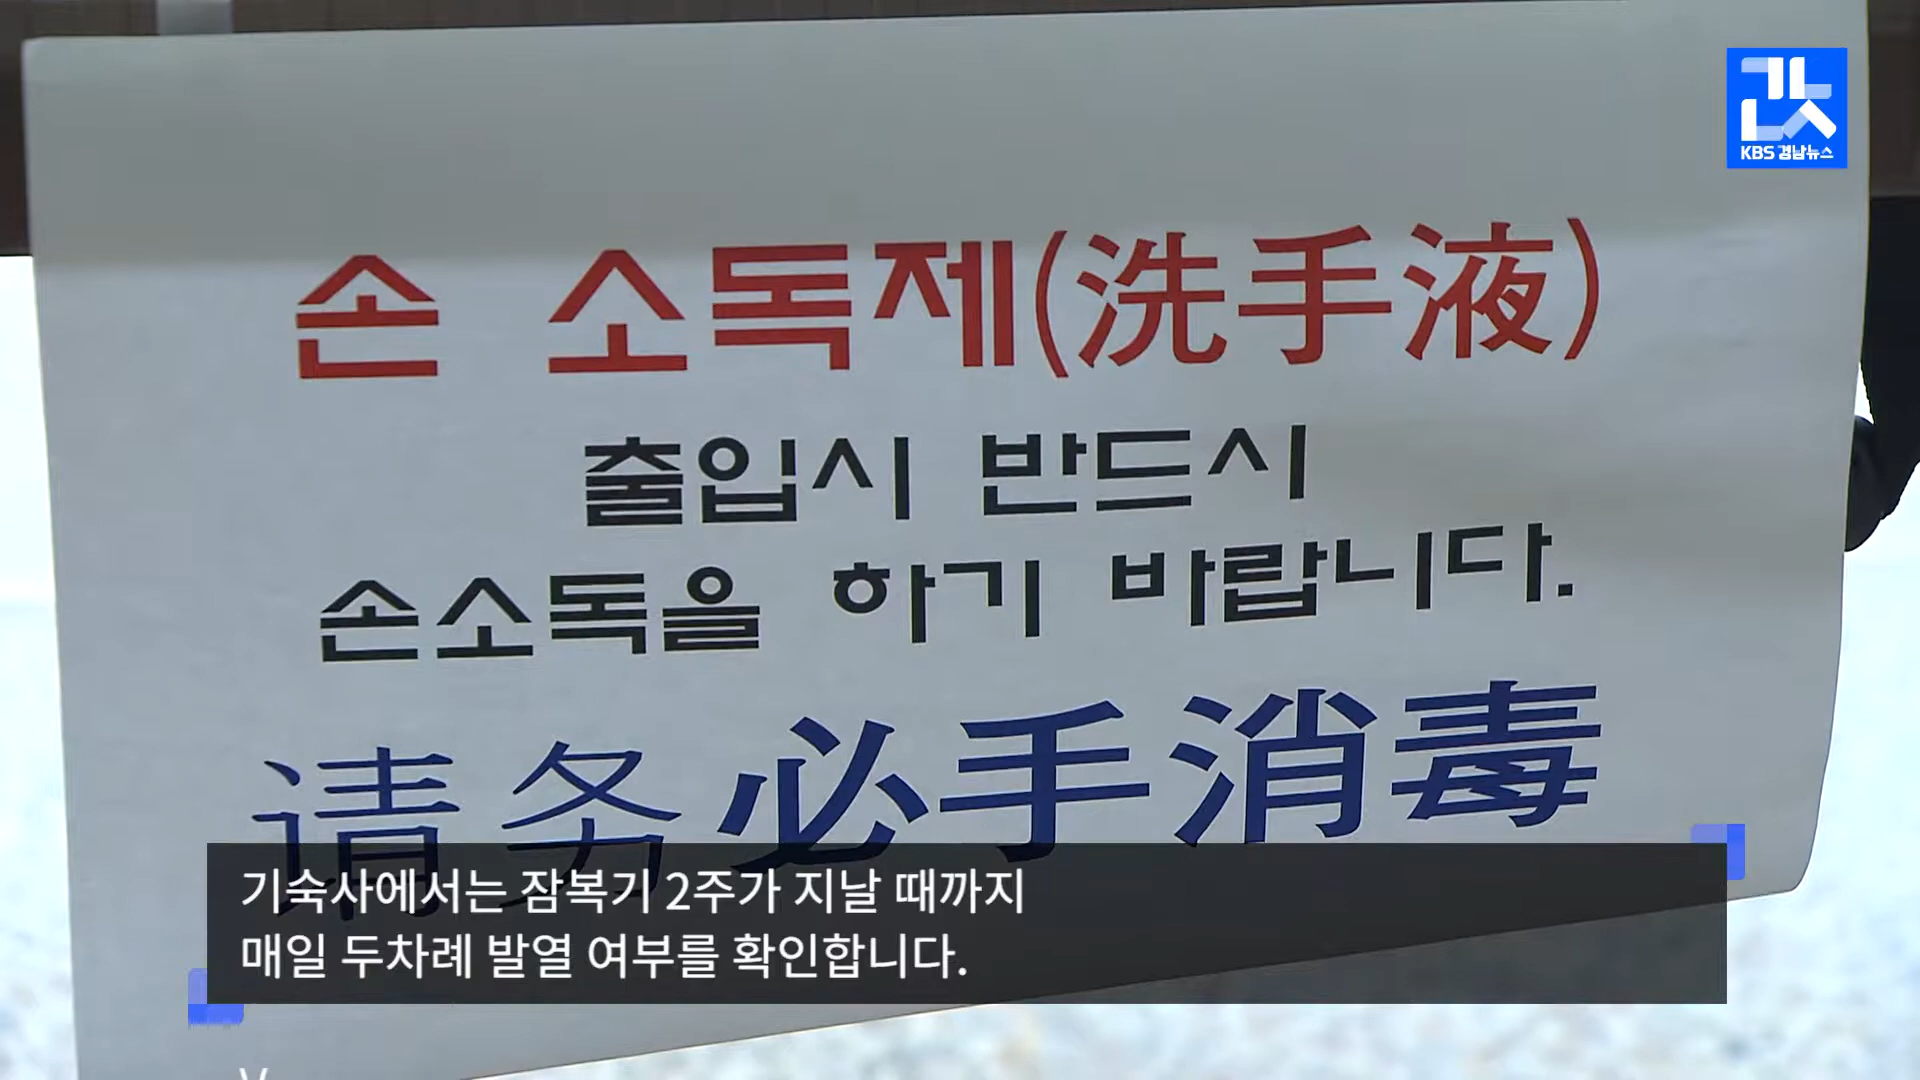 KBS 경남뉴스
손 소독제(洗手液)
출입시 반드시
손소독을 하기 바랍니다.
请务必手消毒
기숙사에서는 잠복기 2주가 지날 때까지
매일 두차례 발열 여부를 확인합니다.